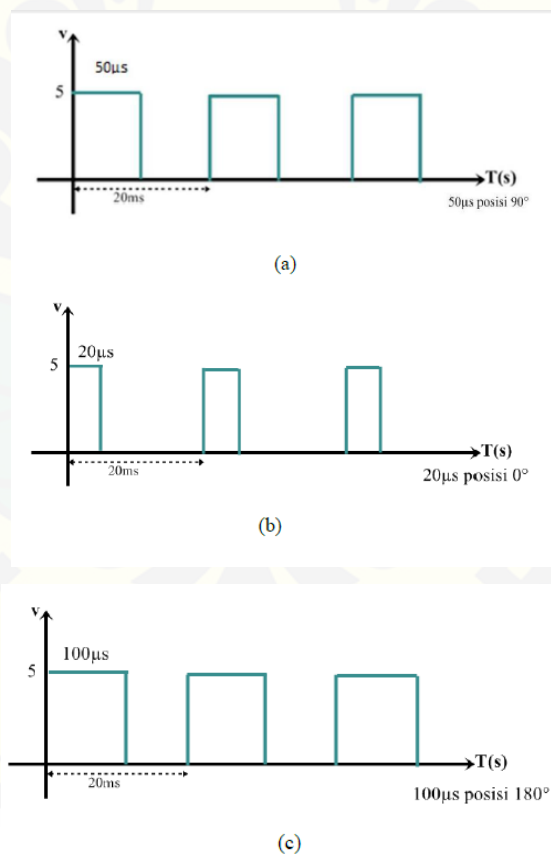 V
50µs
5
T(s)
20ms
50µs posisi 90°
(a)
V
20µs
5
T(s)
20ms
20µs posisi 0°
(b)
V
100µs
5
T(s)
20ms
100µs posisi 180°
(c)